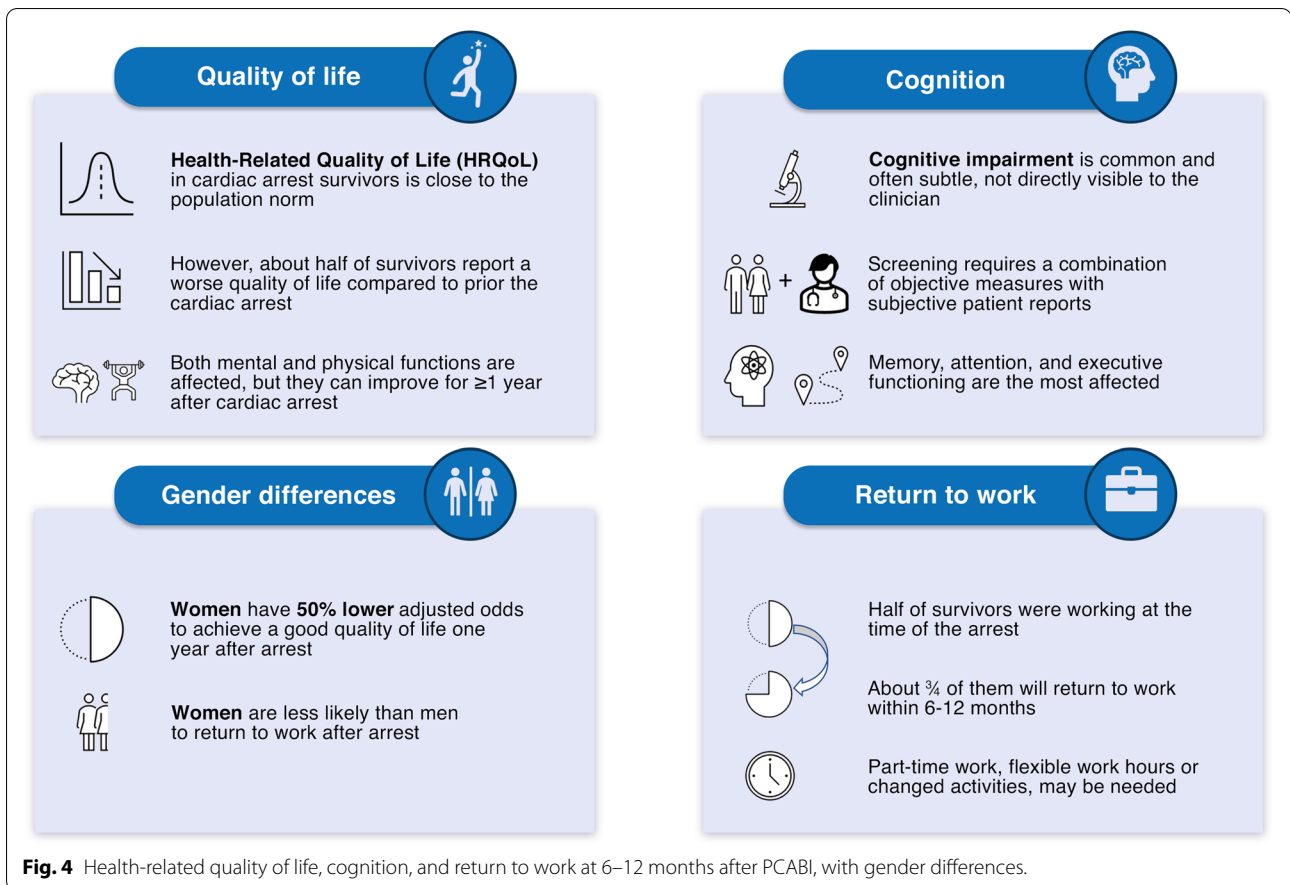 Quality of life
Health-Related Quality of Life (HRQoL)
in cardiac arrest survivors is close to the
population norm
However, about half of survivors report a
worse quality of life compared to prior the
cardiac arrest
Both mental and physical functions are
affected, but they can improve for ≥1 year
after cardiac arrest
Cognition
Cognitive impairment is common and
often subtle, not directly visible to the
clinician
+
Screening requires a combination
of objective measures with
subjective patient reports
Memory, attention, and executive
functioning are the most affected
Gender differences
Women have 50% lower adjusted odds
to achieve a good quality of life one
year after arrest
Women are less likely than men
to return to work after arrest
Return to work
Half of survivors were working at the
time of the arrest
About ¾ of them will return to work
within 6-12 months
Part-time work, flexible work hours or
changed activities, may be needed
Fig. 4 Health-related quality of life, cognition, and return to work at 6–12 months after PCABI, with gender differences.